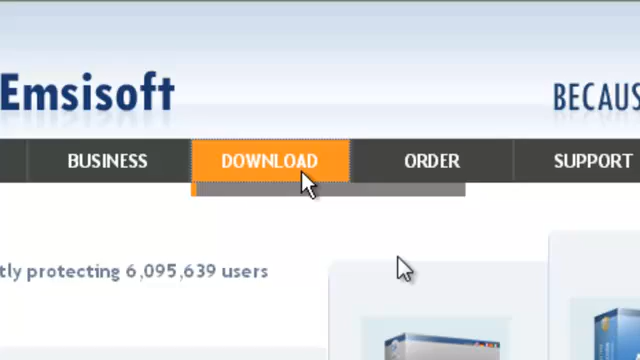 Emsisoft
BECAUS
BUSINESS
DOWNLOAD
ORDER
SUPPORT
tly protecting 6,095,639 users